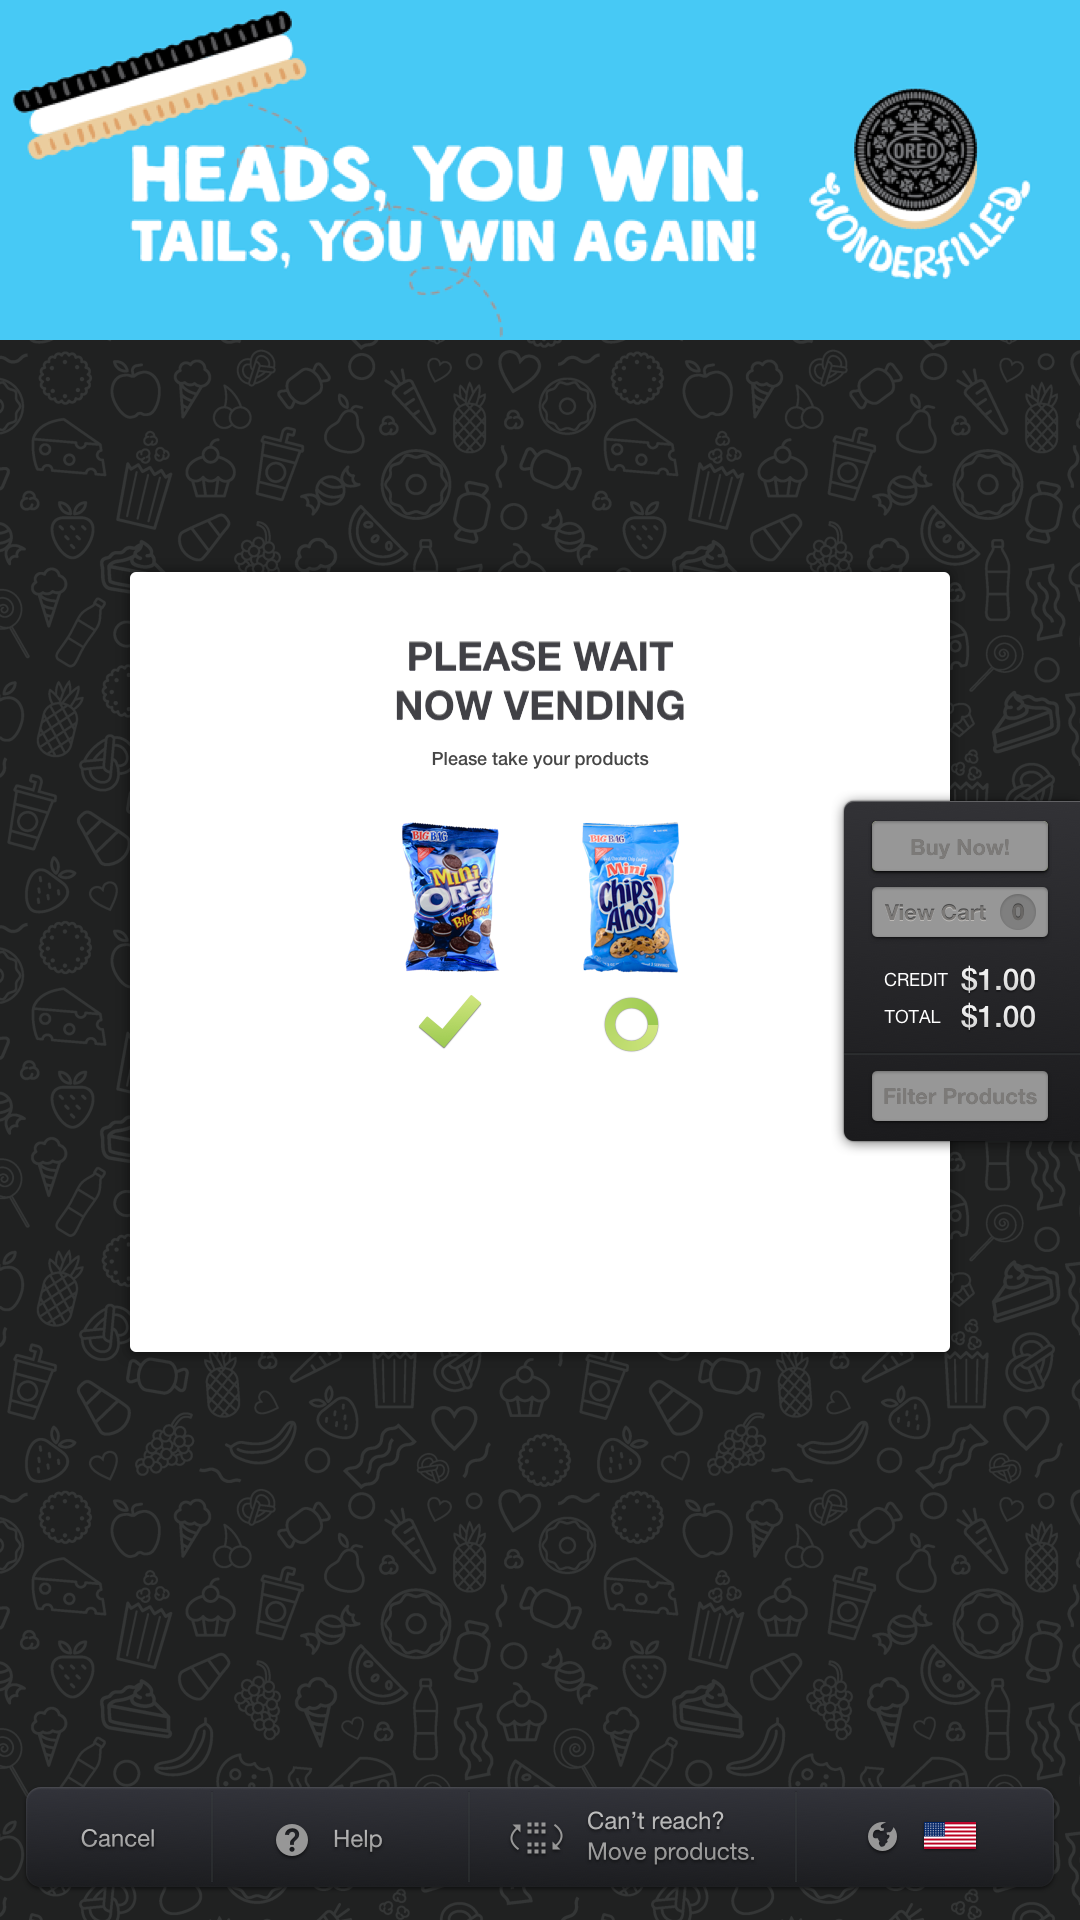 HEADS, YOU WIN.
TAILS, YOU WIN AGAIN!
OREO
WONDERFILLED
PLEASE WAIT
NOW VENDING
Please take your products
BIG BAG
Mini
OREO
Bite Size!
BIG BAG
Mini
Chips
Ahoy!
Buy Now!
View Cart 0
CREDIT $1.00
TOTAL $1.00
Filter Products
Cancel
? Help
Can’t reach?
Move products.